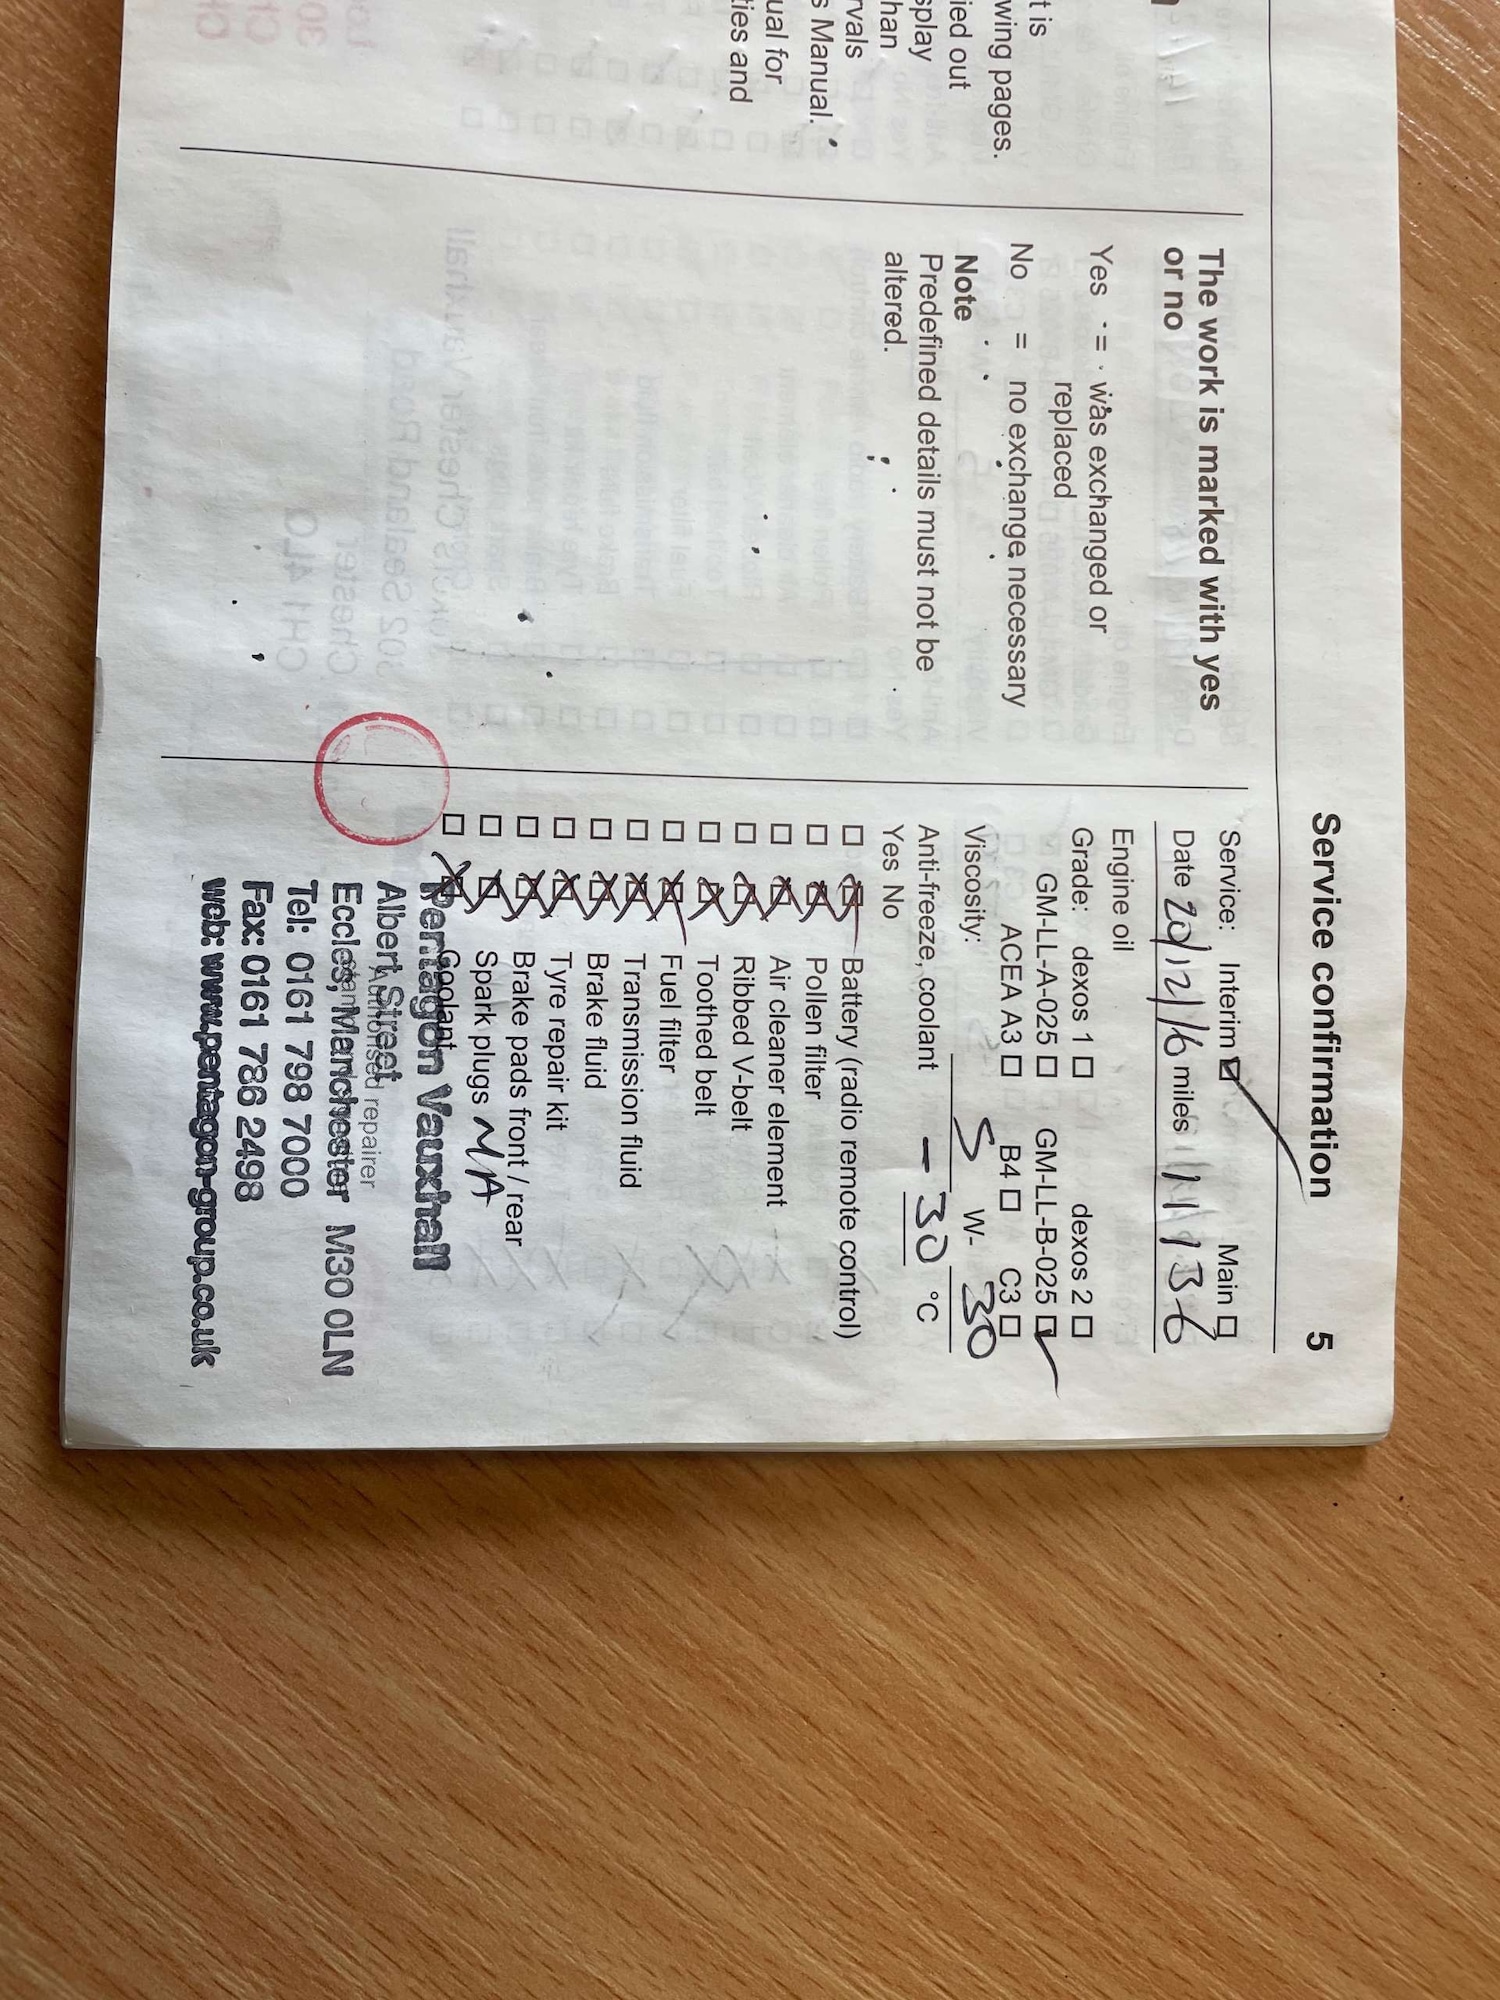 Service confirmation 5
t is
wing pages.
ied out
splay
han
rvals
s Manual.
ual for
ties and
The work is marked with yes
or no
Yes = was exchanged or
replaced
No = no exchange necessary
Note
Predefined details must not be
altered.
Service: Interim Main
Date 20/12/16 miles 11136
Engine oil
Grade: dexos 1 dexos 2
GM-LL-A-025 GM-LL-B-025
ACEA A3 B4 C3
Viscosity: 5 W- 30
Anti-freeze, coolant -30 °C
Yes No
Battery (radio remote control)
Pollen filter
Air cleaner element
Ribbed V-belt
Toothed belt
Fuel filter
Transmission fluid
Brake fluid
Tyre repair kit
Brake pads front / rear
Spark plugs N/A
Coolant
Pentagon Vauxhall
Albert Street
Authorised repairer
Eccles, Manchester M30 0LN
Tel: 0161 798 7000
Fax: 0161 786 2498
web: www.pentagon-group.co.uk